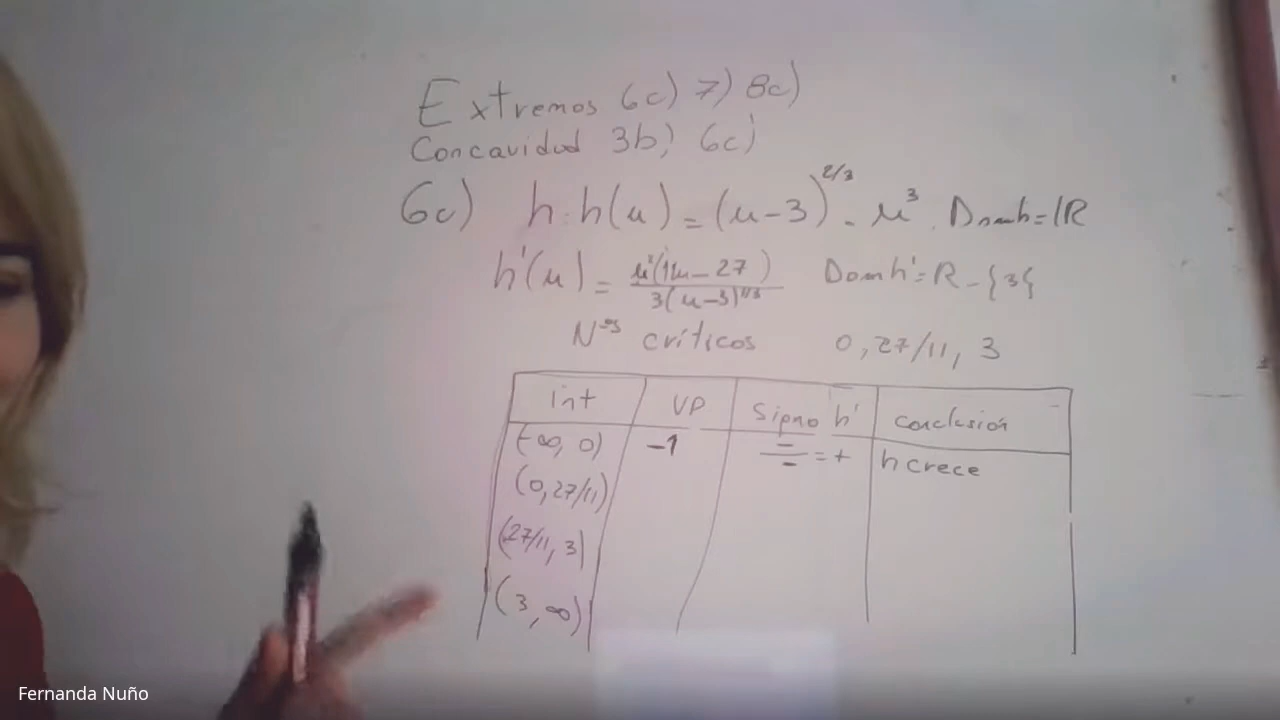 Extremos 6c) 7) 8c)
Concavidad 3b) 6c)
6c) h: h(u) = (u-3)^2/3 . u^3 . Dom h = R
h'(u) = u^2(11u-27) / 3(u-3)^1/3 Dom h' = R - {3}
N^os críticos 0, 27/11, 3
int VP Signo h' conclusión
(-∞, 0) -1 -/- = + h crece
(0, 27/11)
(27/11, 3)
(3, ∞)
Fernanda Nuño